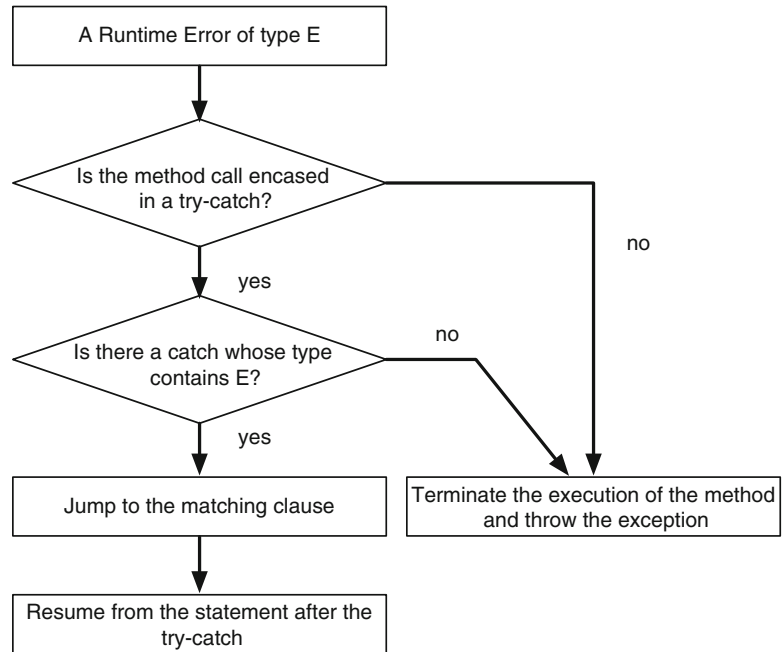 A Runtime Error of type E
Is the method call encased
in a try-catch?
no
yes
Is there a catch whose type
contains E?
no
yes
Jump to the matching clause
Terminate the execution of the method
and throw the exception
Resume from the statement after the
try-catch